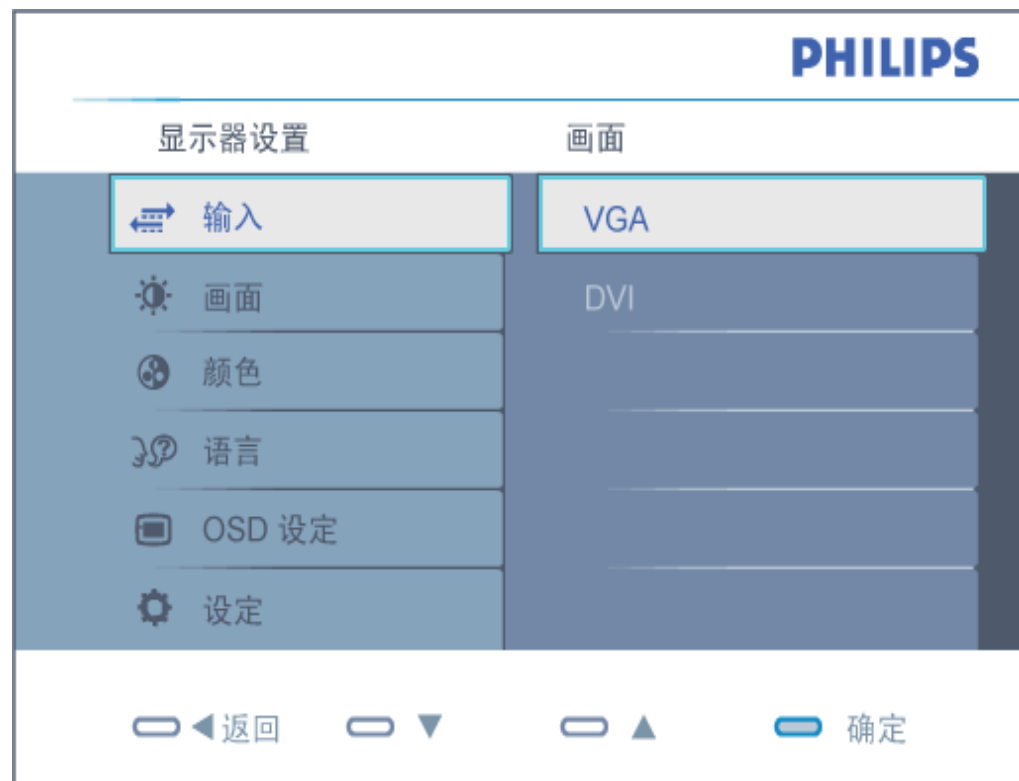 PHILIPS
显示器设置 画面
输入 VGA
画面 DVI
颜色
语言
OSD 设定
设定
◀返回 ▼ ▲ 确定